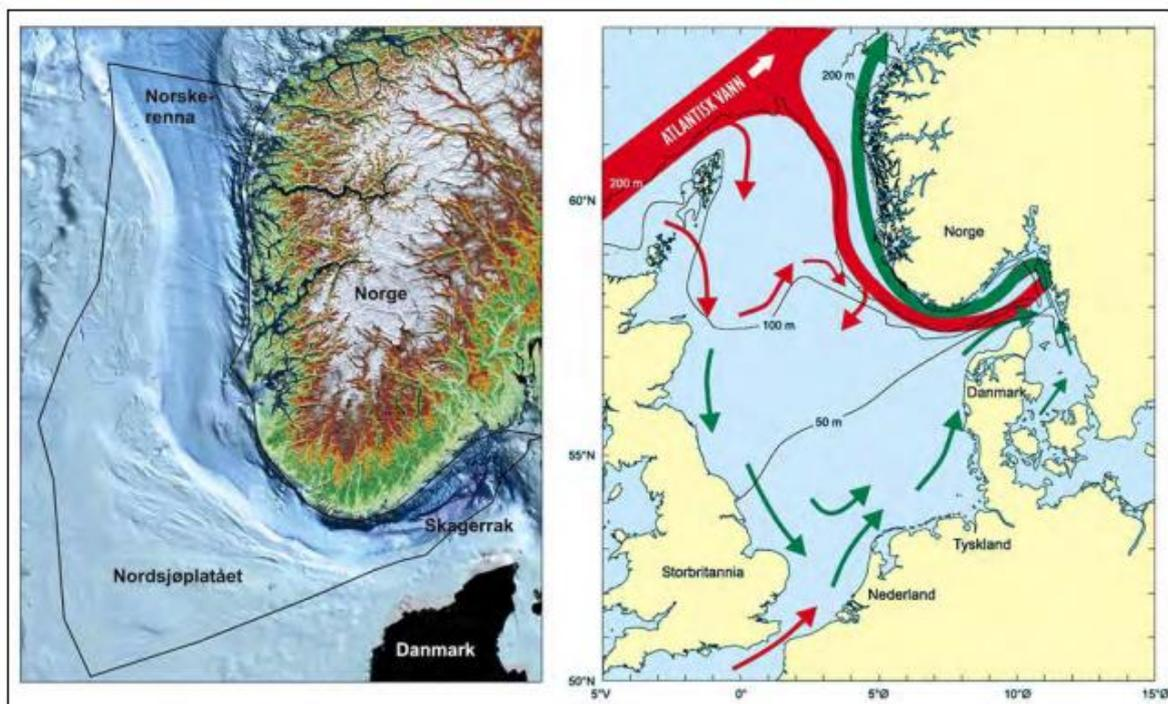 Norske-
renna
Norge
Skagerrak
Nordsjøplatået
Danmark
ATLANTISK VANN
200 m
200 m
60°N
Norge
100 m
Danmark
50 m
55°N
Tyskland
Storbritannia
Nederland
50°N
5°V
0°
5°Ø
10°Ø
15°Ø